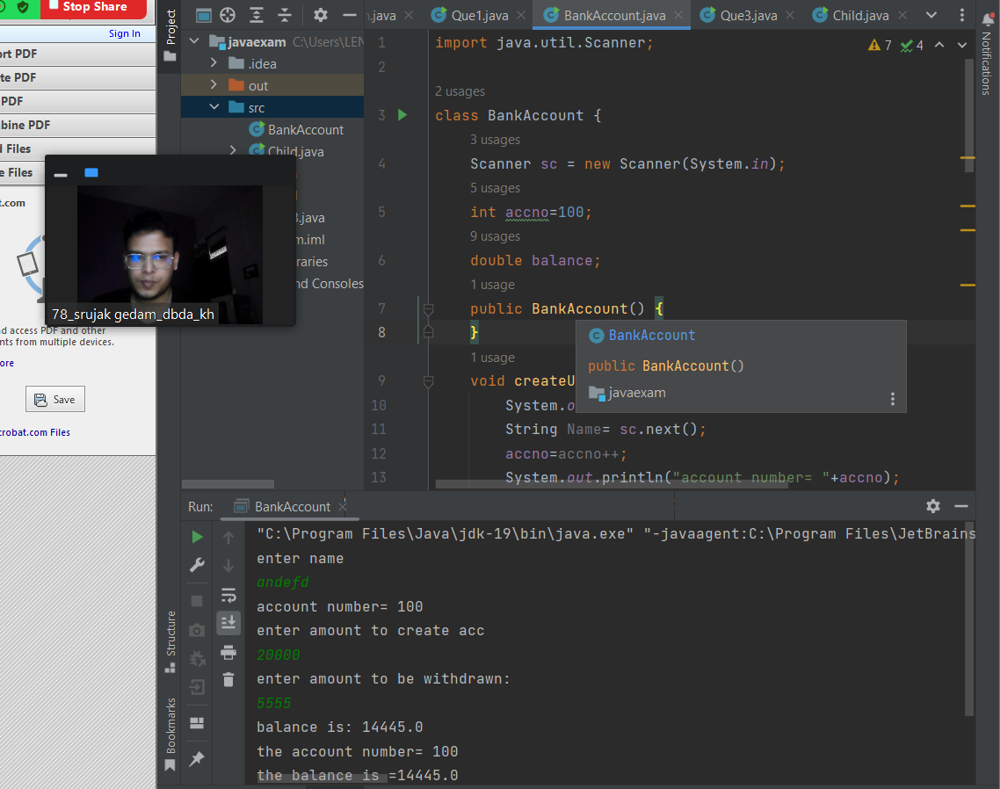 Stop Share
Sign In
ort PDF
te PDF
PDF
bine PDF
d Files
e Files
t.com
nd access PDF and other
nts from multiple devices.
ore
Save
crobat.com Files
78_srujak gedam_dbda_kh
Project
Structure
Bookmarks
Notifications
javaexam C:\Users\LEN
.idea
out
src
BankAccount
Child.java
3.java
m.iml
raries
nd Consoles
.java
Que1.java
BankAccount.java
Que3.java
Child.java
7
4
1 import java.util.Scanner;
2
2 usages
3 class BankAccount {
3 usages
4 Scanner sc = new Scanner(System.in);
5 usages
5 int accno=100;
9 usages
6 double balance;
1 usage
7 public BankAccount() {
8 }
1 usage
9 void createU
10 System.o
11 String Name= sc.next();
12 accno=accno++;
13 System.out.println("account number= "+accno);
BankAccount
public BankAccount()
javaexam
Run: BankAccount
"C:\Program Files\Java\jdk-19\bin\java.exe" "-javaagent:C:\Program Files\JetBrains
enter name
andefd
account number= 100
enter amount to create acc
20000
enter amount to be withdrawn:
5555
balance is: 14445.0
the account number= 100
the balance is =14445.0